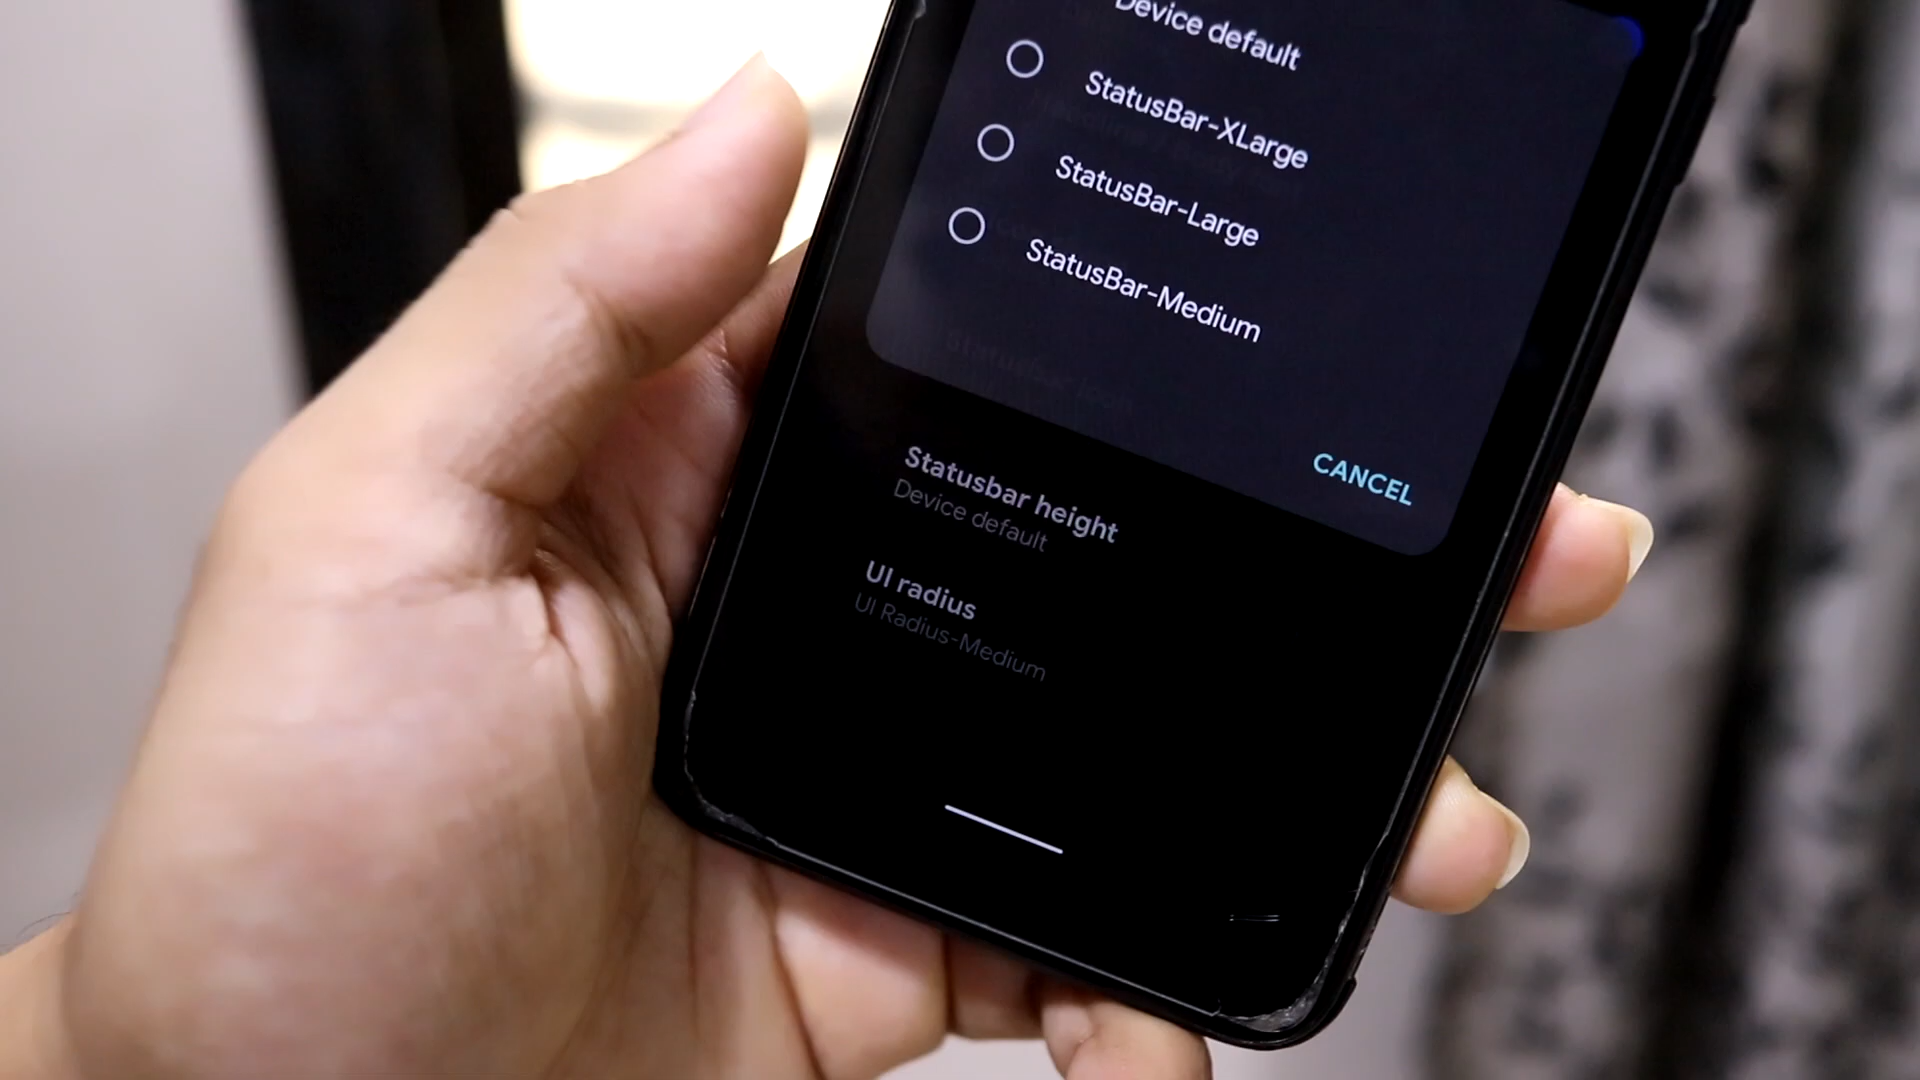 Device default
StatusBar-XLarge
StatusBar-Large
StatusBar-Medium
CANCEL
Statusbar height
Device default
UI radius
UI Radius-Medium